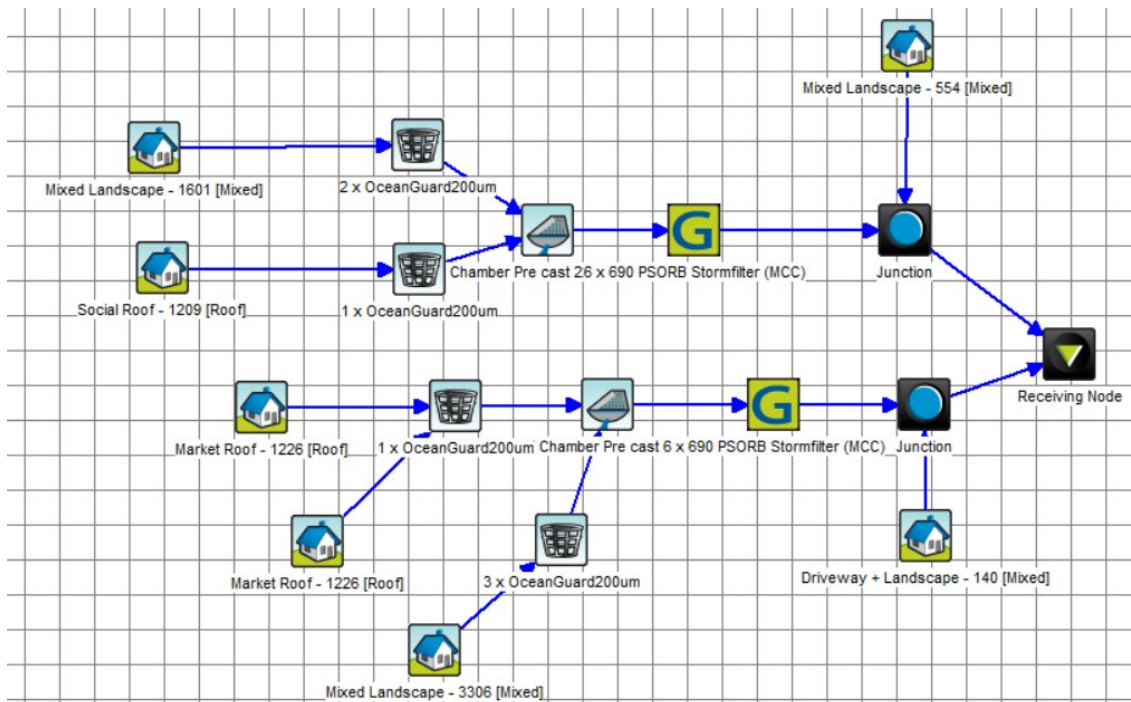 Mixed Landscape - 554 [Mixed]
Mixed Landscape - 1601 [Mixed]
2 x OceanGuard200um
G
Chamber Pre cast 2
6 x 690 PSORB Stormfilter (MCC)
Junction
Social Roof - 1209 [Roof]
1 x OceanGuard200um
Receiving Node
G
Market Roof - 1226 [Roof]
1 x OceanGuard200um
Chamber Pre cast
6 x 690 PSORB Stormfilter (MCC)
Junction
Market Roof - 1226 [Roof]
3 x OceanGuard200um
Driveway + Landscape - 140 [Mixed]
Mixed Landscape - 3306 [Mixed]